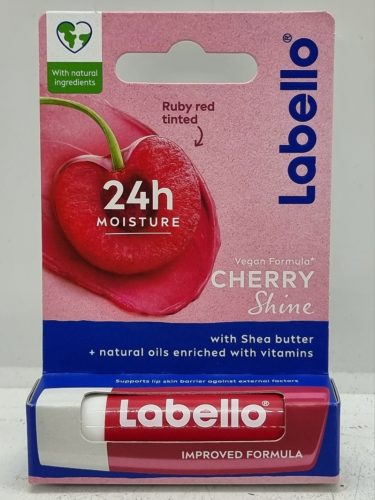 With natural
ingredients
Labello®
Ruby red
tinted
24h
MOISTURE
Vegan Formula*
CHERRY
Shine
with Shea butter
+ natural oils enriched with vitamins
Supports lip skin barrier against external factors
Labello®
IMPROVED FORMULA